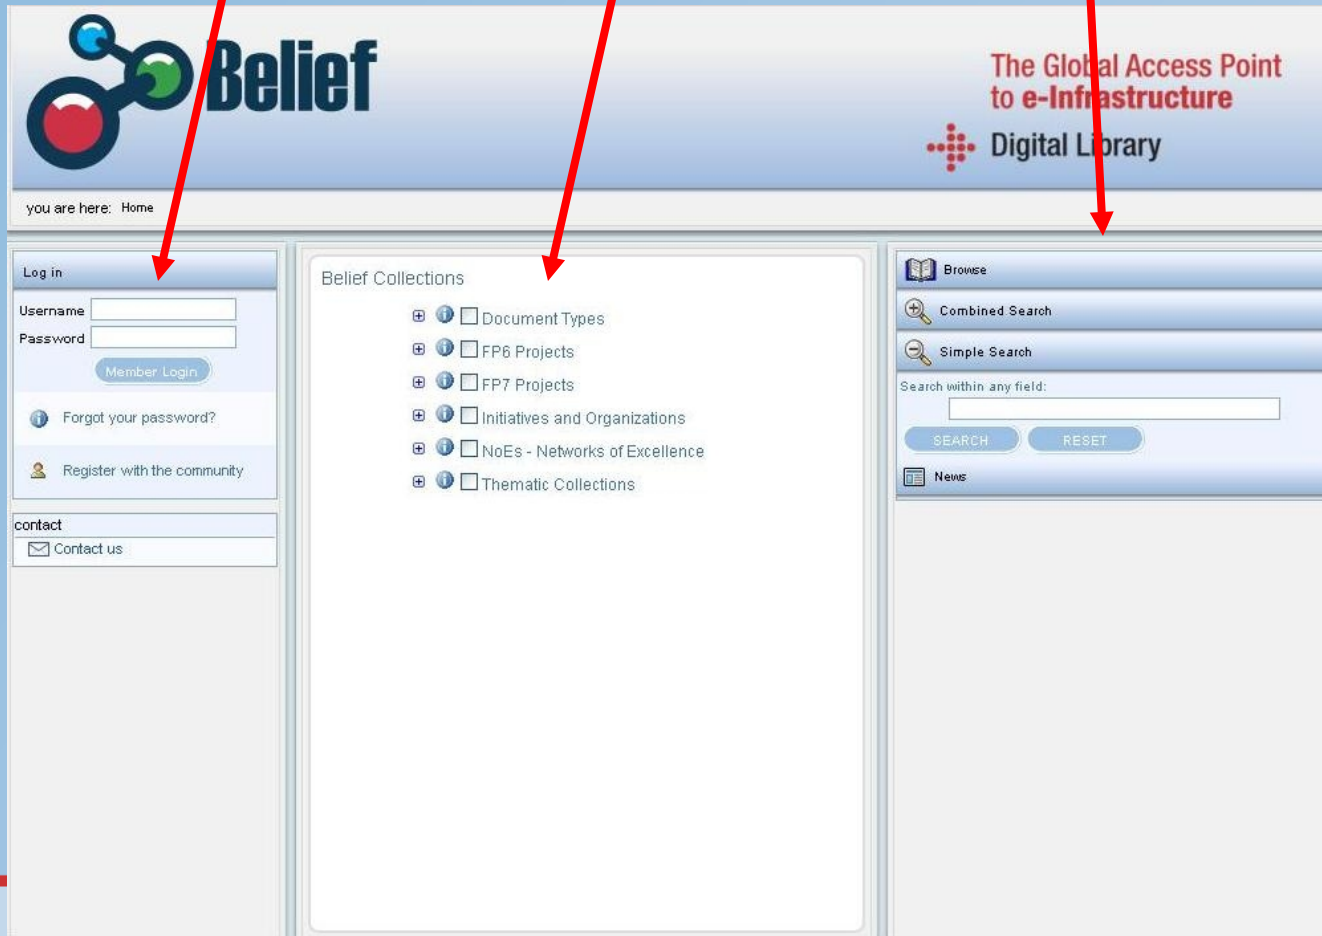 Belief
The Global Access Point
to e-Infrastructure
Digital Library
you are here: Home
Log in
Username
Password
Member Login
Forgot your password?
Register with the community
contact
Contact us
Belief Collections
Document Types
FP6 Projects
FP7 Projects
Initiatives and Organizations
NoEs - Networks of Excellence
Thematic Collections
Browse
Combined Search
Simple Search
Search within any field:
SEARCH RESET
News